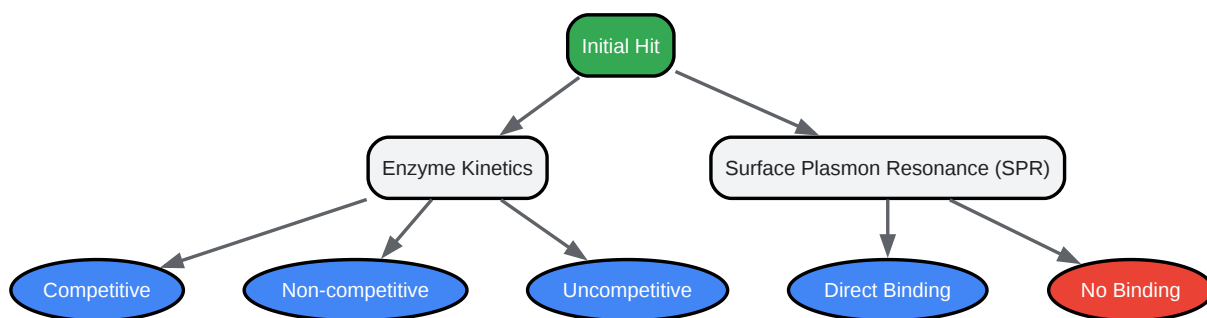 Initial Hit
Enzyme Kinetics
Surface Plasmon Resonance (SPR)
Competitive
Non-competitive
Uncompetitive
Direct Binding
No Binding